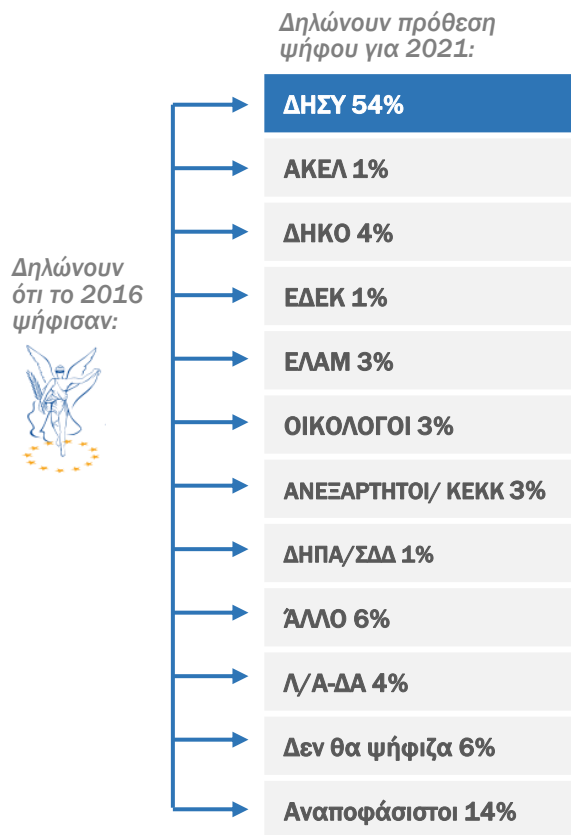 Δηλώνουν πρόθεση
ψήφου για 2021:
ΔΗΣΥ 54%
ΑΚΕΛ 1%
ΔΗΚΟ 4%
Δηλώνουν
ότι το 2016
ψήφισαν:
ΕΔΕΚ 1%
ΕΛΑΜ 3%
ΟΙΚΟΛΟΓΟΙ 3%
ΑΝΕΞΑΡΤΗΤΟΙ/ ΚΕΚΚ 3%
ΔΗΠΑ/ΣΔΔ 1%
ΆΛΛΟ 6%
Λ/Α-ΔΑ 4%
Δεν θα ψήφιζα 6%
Αναποφάσιστοι 14%